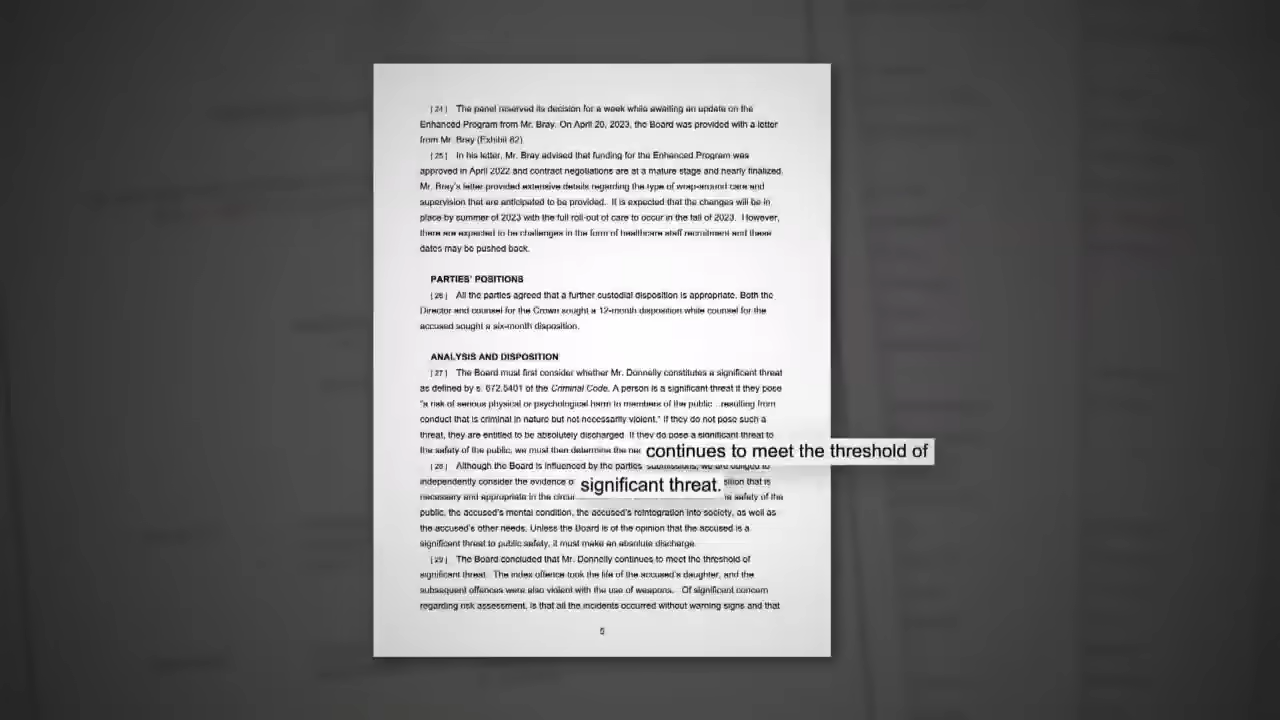 [24] The panel reserved its decision for a week while awaiting an update on the
Enhanced Program from Mr. Bray. On April 20, 2023, the Board was provided with a letter
from Mr. Bray (Exhibit 62).
[25] In his letter, Mr. Bray advised that funding for the Enhanced Program was
approved in April 2022 and contract negotiations are at a mature stage and nearly finalized.
Mr. Bray's letter provided extensive details regarding the type of wrap-around care and
supervision that are anticipated to be provided. It is expected that the changes will be in
place by summer of 2023 with the full roll-out of care to occur in the fall of 2023. However,
there are expected to be challenges in the form of healthcare staff recruitment and these
dates may be pushed back.
PARTIES' POSITIONS
[26] All the parties agreed that a further custodial disposition is appropriate. Both the
Director and counsel for the Crown sought a 12-month disposition while counsel for the
accused sought a six-month disposition.
ANALYSIS AND DISPOSITION
[27] The Board must first consider whether Mr. Donnelly constitutes a significant threat
as defined by s. 672.5401 of the Criminal Code. A person is a significant threat if they pose
"a risk of serious physical or psychological harm to members of the public ...resulting from
conduct that is criminal in nature but not necessarily violent." If they do not pose such a
threat, they are entitled to be absolutely discharged. If they do pose a significant threat to
the safety of the public, we must then determine the
continues to meet the threshold of
significant threat.
[28] Although the Board is influenced by the parties' submissions, we are obliged to
independently consider the evidence that is
necessary and appropriate in the safety of the
public, the accused's mental condition, the accused's reintegration into society, as well as
the accused's other needs. Unless the Board is of the opinion that the accused is a
significant threat to public safety, it must make an absolute discharge.
[29] The Board concluded that Mr. Donnelly continues to meet the threshold of
significant threat. The index offence took the life of the accused's daughter, and the
subsequent offences were also violent with the use of weapons. Of significant concern
regarding risk assessment, is that all the incidents occurred without warning signs and that